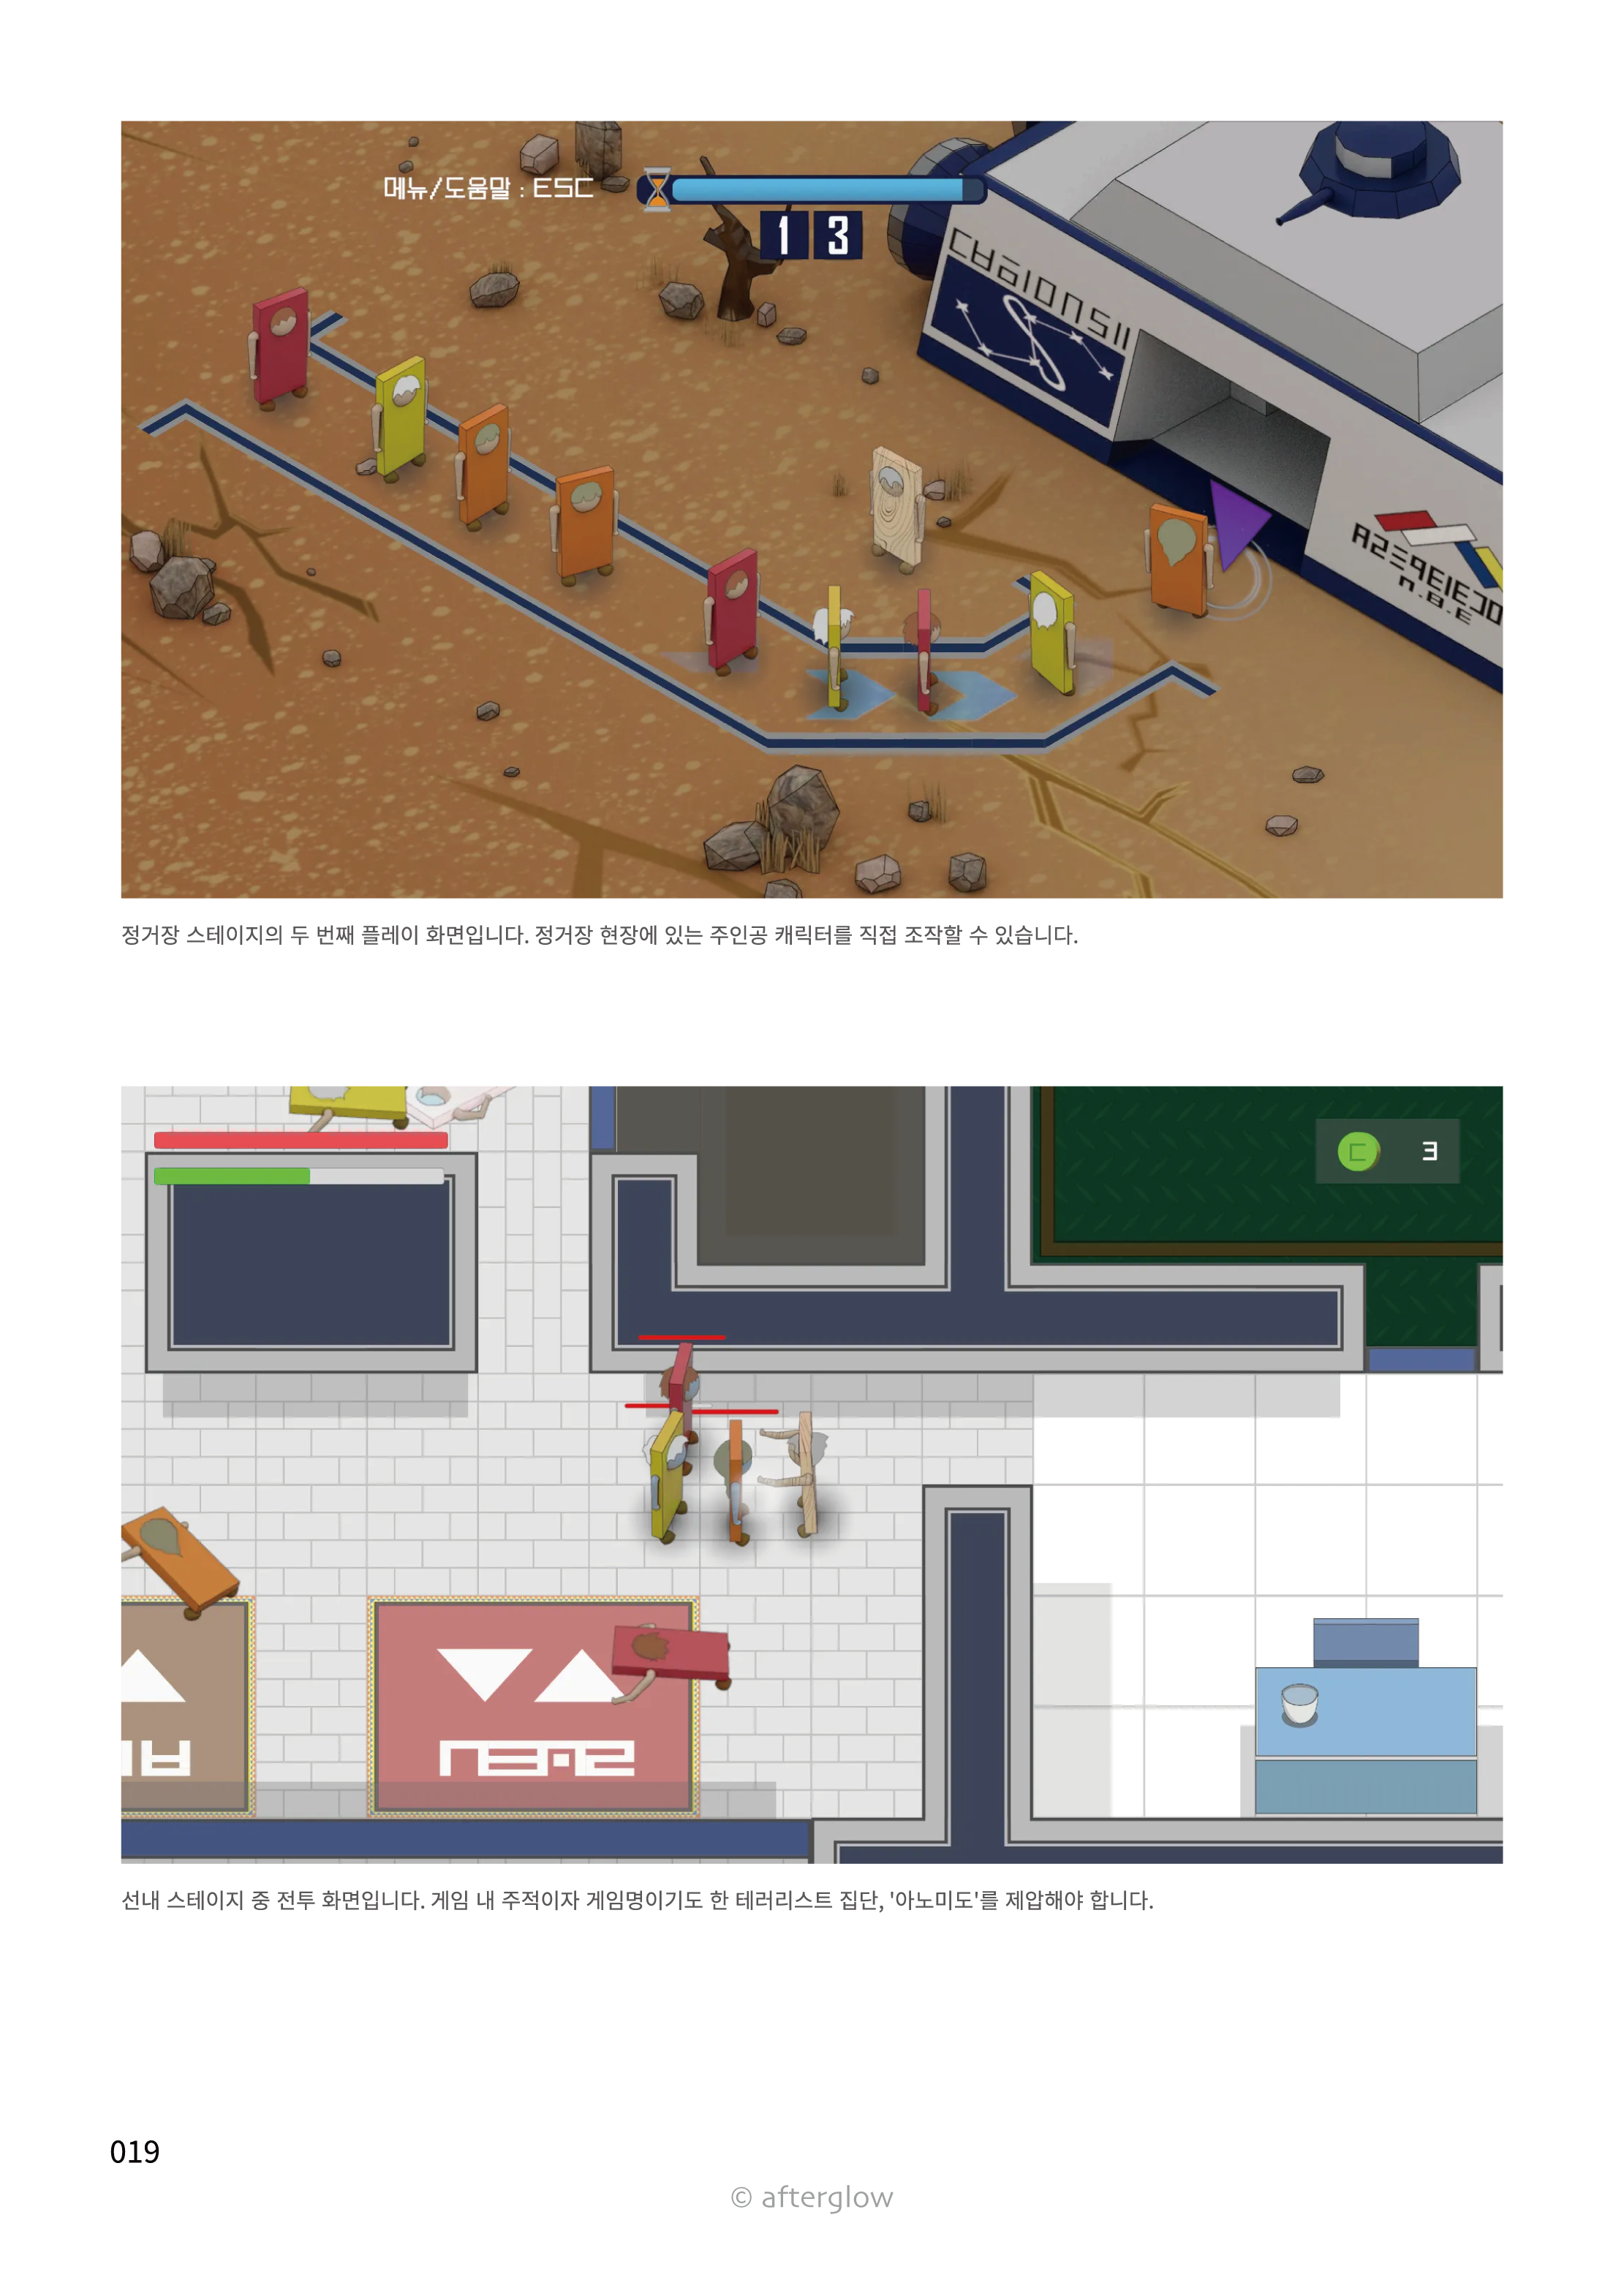 메뉴/도움말 : ESC
1 3
정거장 스테이지의 두 번째 플레이 화면입니다. 정거장 현장에 있는 주인공 캐릭터를 직접 조작할 수 있습니다.
3
선내 스테이지 중 전투 화면입니다. 게임 내 주적이자 게임명이기도 한 테러리스트 집단, '아노미도'를 제압해야 합니다.
019
© afterglow